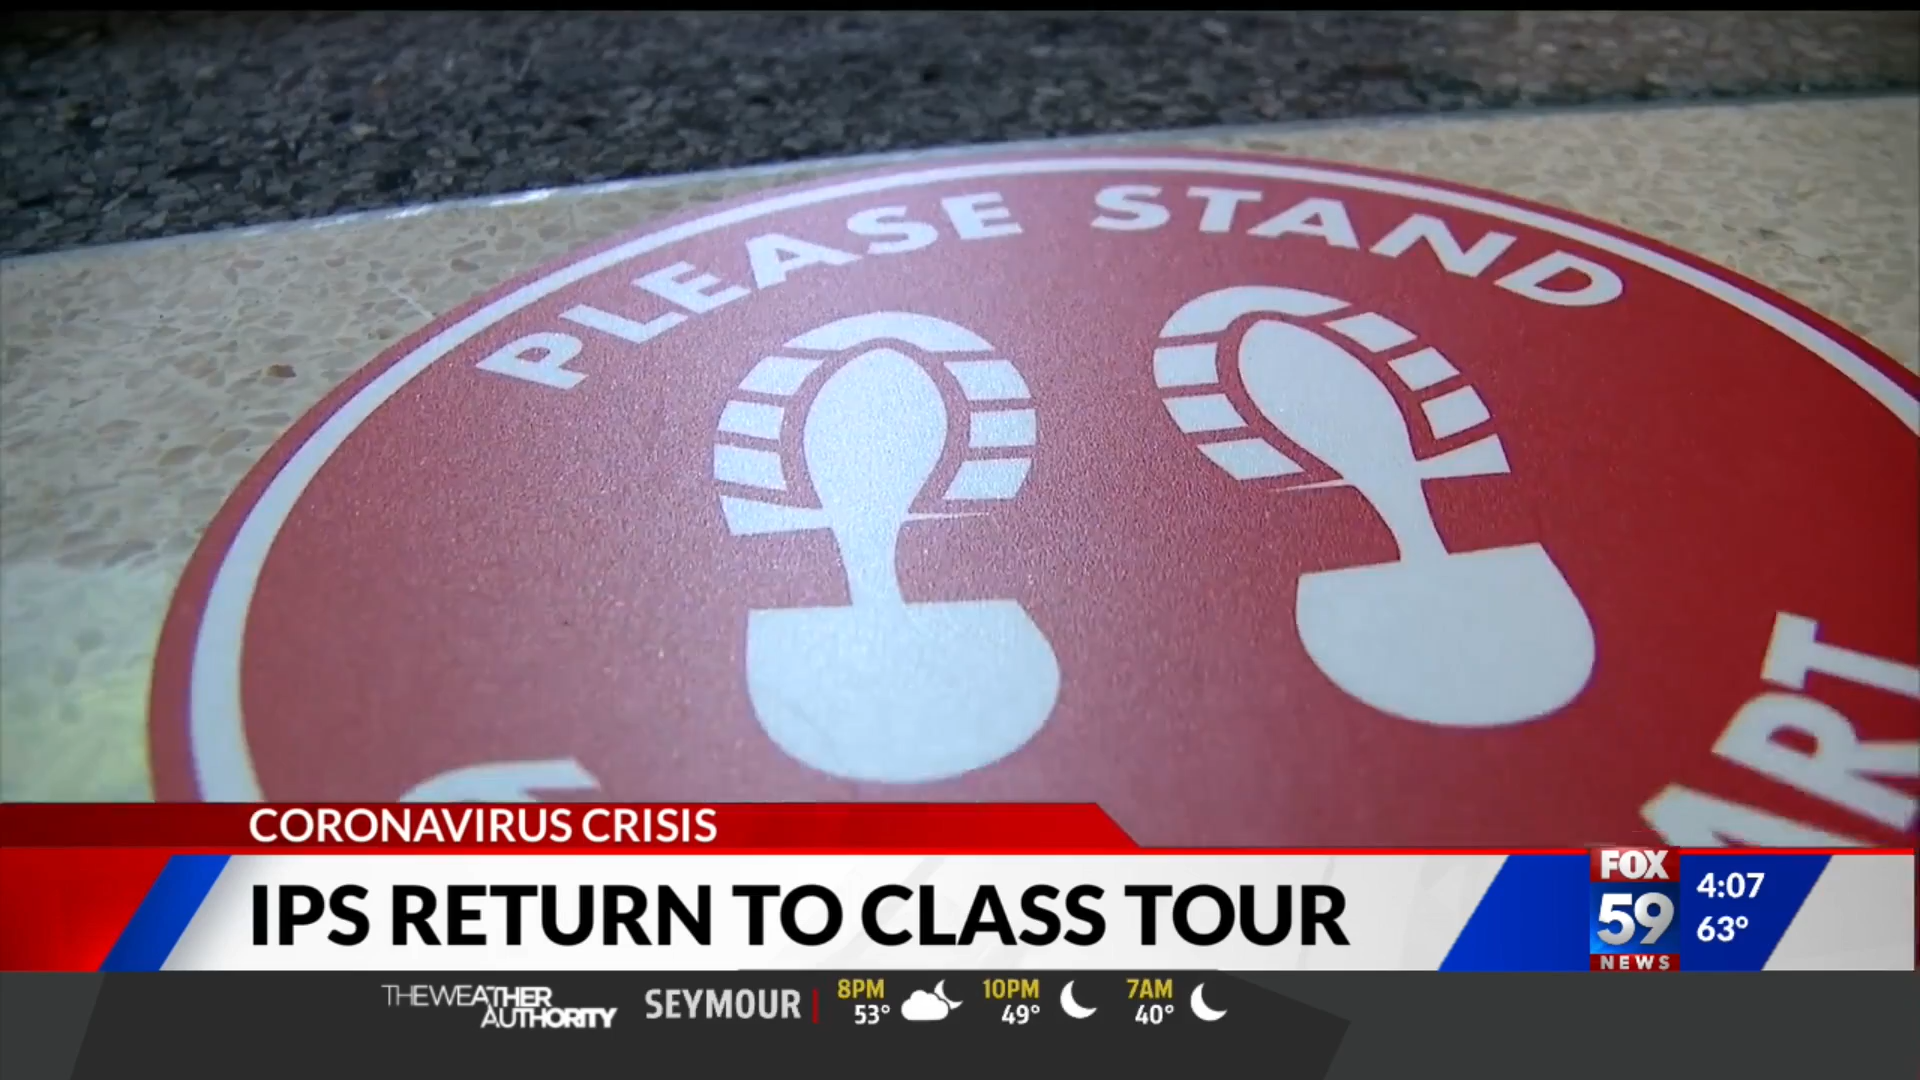 PLEASE STAND
ART
CORONAVIRUS CRISIS
IPS RETURN TO CLASS TOUR
FOX
59
NEWS
4:07
63°
THE WEATHER
AUTHORITY
SEYMOUR
8PM
53°
10PM
49°
7AM
40°